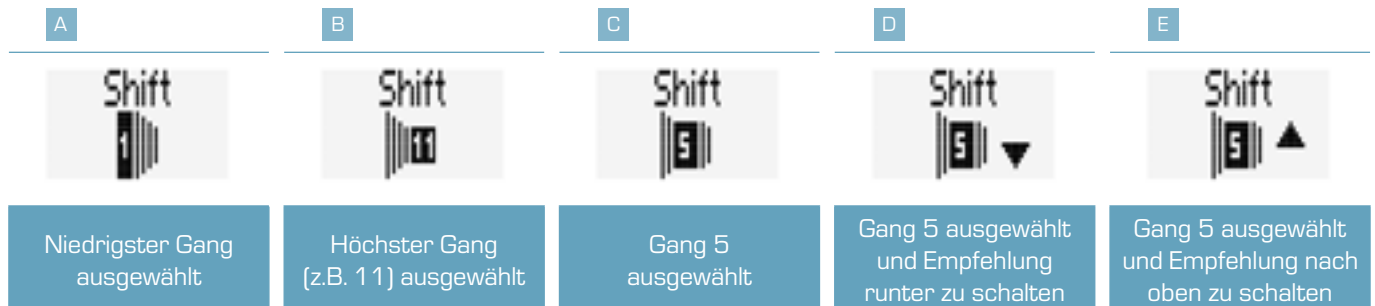 A
B
C
D
E
Shift
1
Shift
11
Shift
5
Shift
5
Shift
5
Niedrigster Gang
ausgewählt
Höchster Gang
(z.B. 11) ausgewählt
Gang 5
ausgewählt
Gang 5 ausgewählt
und Empfehlung
runter zu schalten
Gang 5 ausgewählt
und Empfehlung nach
oben zu schalten